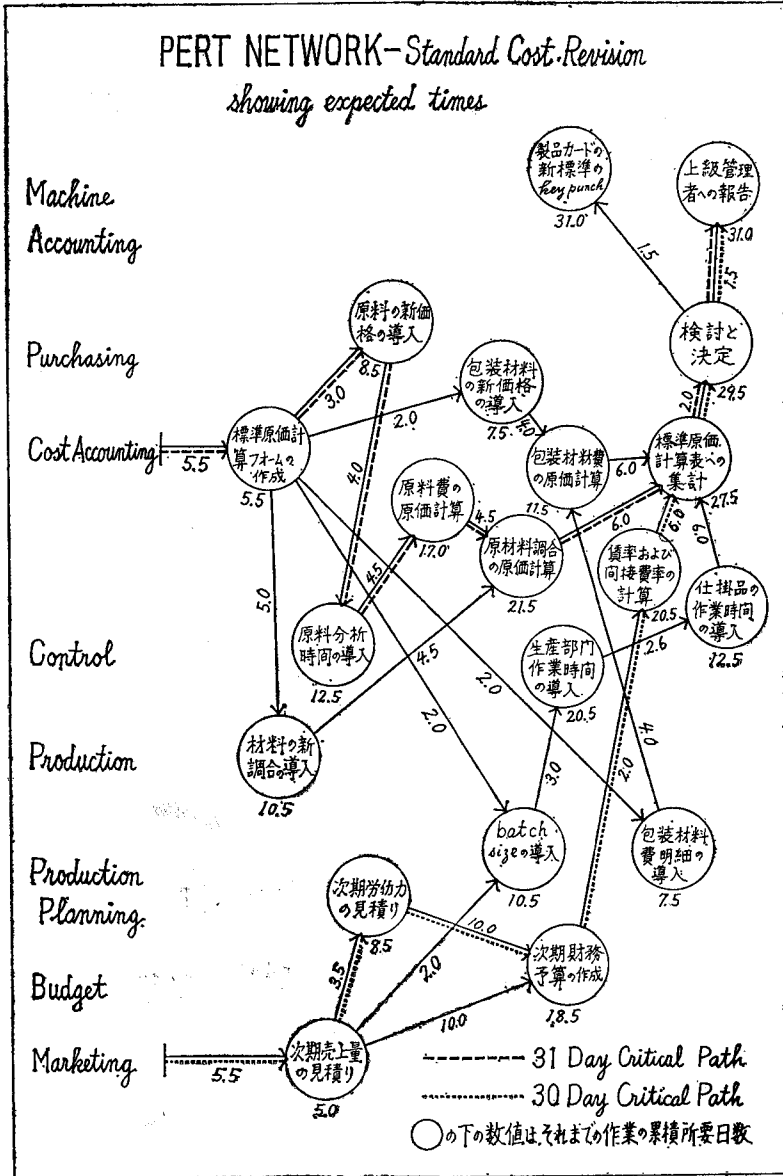 PERT NETWORK-Standard Cost.Revision
showing expected times
Machine
Accounting
Purchasing
Cost Accounting
Control
Production
Production
Planning.
Budget
Marketing
製品カードの
新標準の
key punch
31.0
上級管理
者への報告
31.0
1.5
1.5
検討と
決定
29.5
2.0
原料の新価
格の導入
8.5
3.0
2.0
包装材料
の新価格
の導入
7.5
4.0
5.5
標準原価計
算フォームの
作成
5.5
4.0
原料費の
原価計算
17.0
4.5
包装材料費
の原価計算
11.5
6.0
標準原価
計算表への
集計
27.5
原材料調合
の原価計算
21.5
6.0
6.0
6.0
賃率および
間接費率の
計算
20.5
仕掛品の
作業時間
の導入
12.5
4.5
5.0
原料分析
時間の導入
12.5
4.5
2.0
2.0
生産部門
作業時間
の導入
20.5
2.6
材料の新
調合の導入
10.5
3.0
2.0
4.0
batch
sizeの導入
10.5
包装材料
費明細の
導入
7.5
次期労働力
の見積り
8.5
10.0
3.5
2.0
10.0
次期財務
予算の作成
18.5
5.5
次期売上量
の見積り
5.0
31 Day Critical Path
30 Day Critical Path
○の下の数値は、それまでの作業の累積所要日数